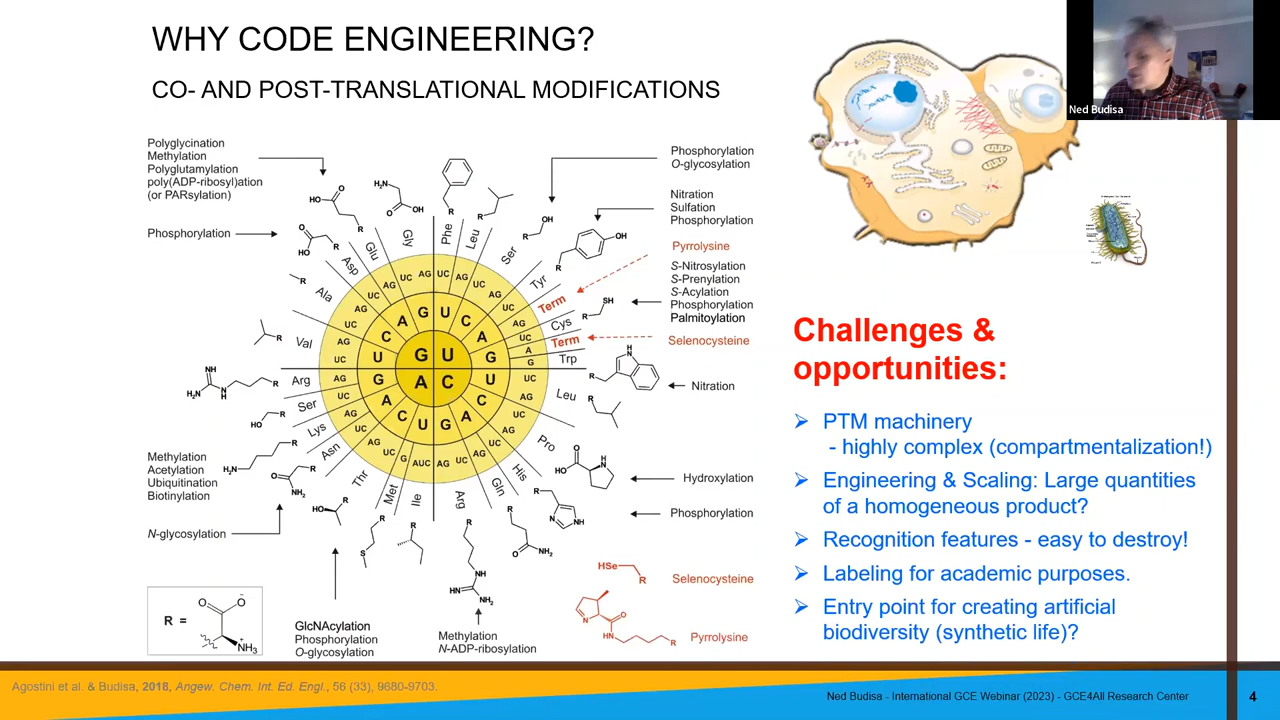 WHY CODE ENGINEERING?
CO- AND POST-TRANSLATIONAL MODIFICATIONS
Ned Budisa
Polyglycination
Methylation
Polyglutamylation
poly(ADP-ribosyl)ation
(or PARsylation)
Phosphorylation
Methylation
Acetylation
Ubiquitination
Biotinylation
N-glycosylation
GlcNAcylation
Phosphorylation
O-glycosylation
Methylation
N-ADP-ribosylation
Phosphorylation
O-glycosylation
Nitration
Sulfation
Phosphorylation
Pyrrolysine
S-Nitrosylation
S-Prenylation
S-Acylation
Phosphorylation
Palmitoylation
Selenocysteine
Nitration
Hydroxylation
Phosphorylation
Selenocysteine
Pyrrolysine
Gly
Phe
Leu
Ser
Tyr
Term
Cys
Term
Trp
Leu
Pro
His
Gln
Arg
Ile
Met
Thr
Asn
Lys
Ser
Arg
Val
Ala
Asp
Glu
G U
A C
R =
Challenges &
opportunities:
PTM machinery
- highly complex (compartmentalization!)
Engineering & Scaling: Large quantities
of a homogeneous product?
Recognition features - easy to destroy!
Labeling for academic purposes.
Entry point for creating artificial
biodiversity (synthetic life)?
Agostini et al. & Budisa, 2018, Angew. Chem. Int. Ed. Engl., 56 (33), 9680-9703.
Ned Budisa - International GCE Webinar (2023) - GCE4All Research Center
4